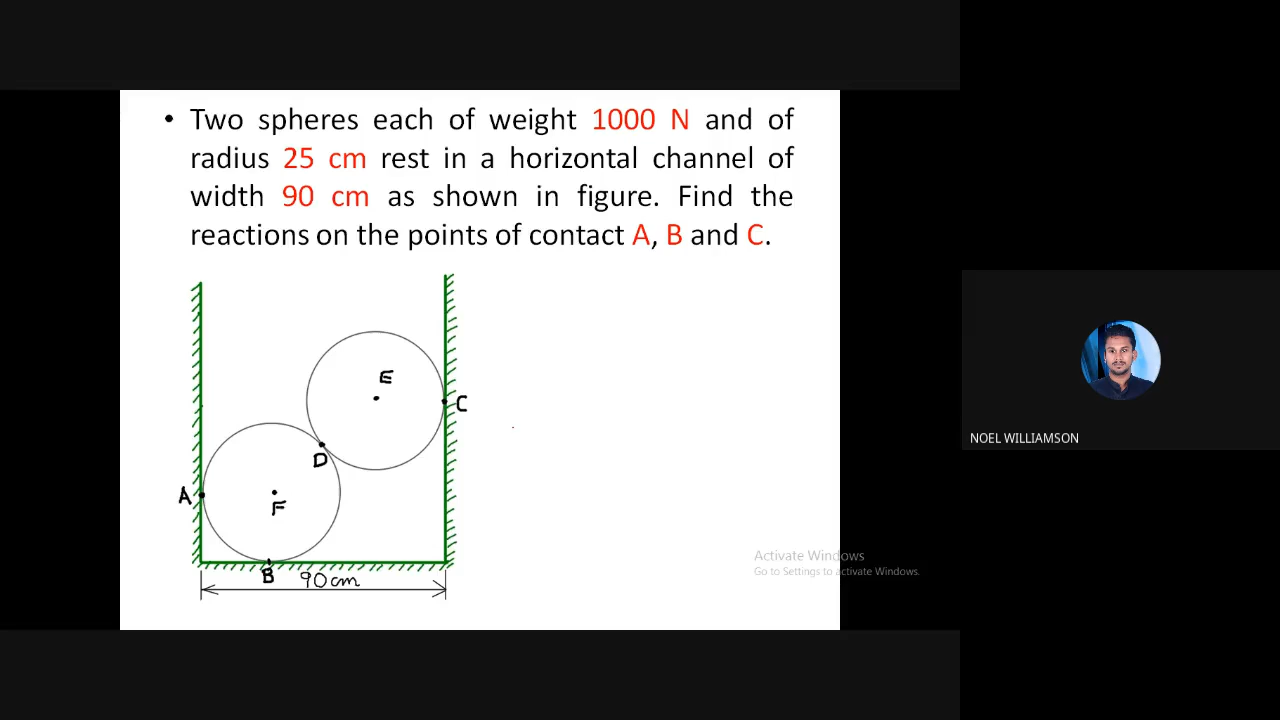 • Two spheres each of weight 1000 N and of
radius 25 cm rest in a horizontal channel of
width 90 cm as shown in figure. Find the
reactions on the points of contact A, B and C.
E
C
D
A
F
B
90cm
NOEL WILLIAMSON
Activate Windows
Go to Settings to activate Windows.